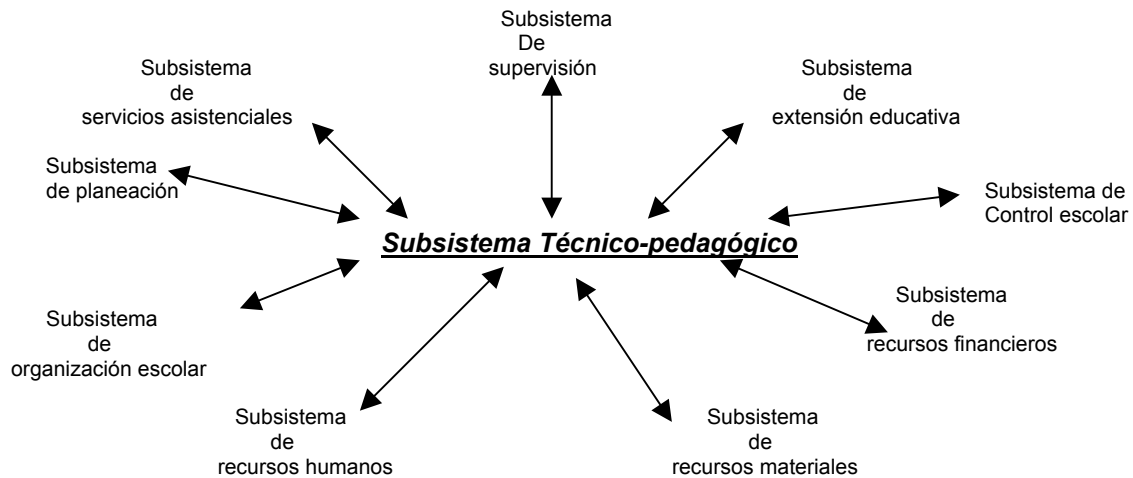 Subsistema
De
supervisión
Subsistema
de
servicios asistenciales
Subsistema
de
extensión educativa
Subsistema
de planeación
Subsistema de
Control escolar
Subsistema Técnico-pedagógico
Subsistema
de
organización escolar
Subsistema
de
recursos financieros
Subsistema
de
recursos humanos
Subsistema
de
recursos materiales